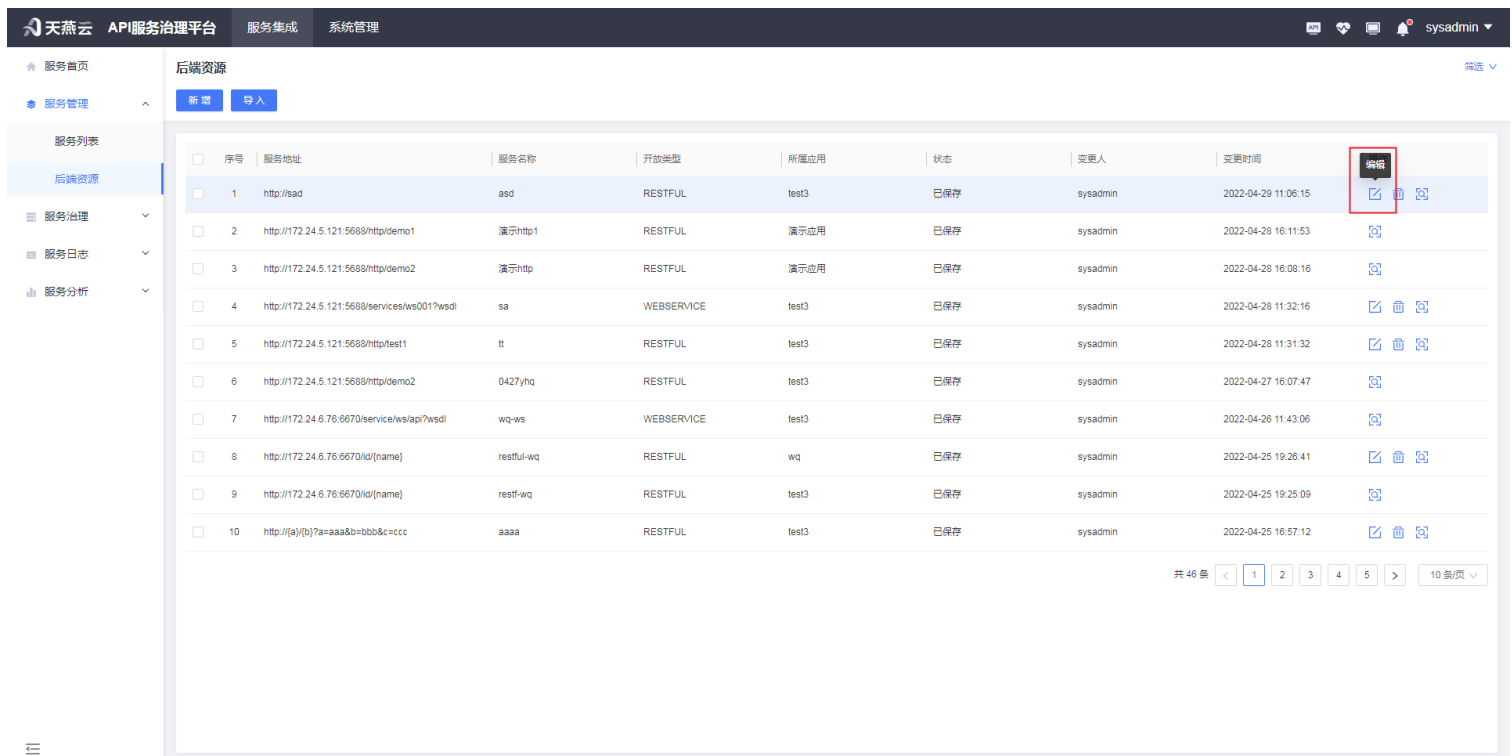 天燕云 API服务治理平台 服务集成 系统管理 API sysadmin
服务首页
服务管理
服务列表
后端资源
服务治理
服务日志
服务分析
后端资源 筛选
新增 导入
序号 服务地址 服务名称 开放类型 所属应用 状态 变更人 变更时间
编辑
1 http://sad asd RESTFUL test3 已保存 sysadmin 2022-04-29 11:06:15
2 http://172.24.5.121:5688/http/demo1 演示http1 RESTFUL 演示应用 已保存 sysadmin 2022-04-28 16:11:53
3 http://172.24.5.121:5688/http/demo2 演示http RESTFUL 演示应用 已保存 sysadmin 2022-04-28 16:08:16
4 http://172.24.5.121:5688/services/ws001?wsdl sa WEBSERVICE test3 已保存 sysadmin 2022-04-28 11:32:16
5 http://172.24.5.121:5688/http/test1 tt RESTFUL test3 已保存 sysadmin 2022-04-28 11:31:32
6 http://172.24.5.121:5688/http/demo2 0427yhq RESTFUL test3 已保存 sysadmin 2022-04-27 16:07:47
7 http://172.24.6.76:6670/service/ws/api?wsdl wq-ws WEBSERVICE test3 已保存 sysadmin 2022-04-26 11:43:06
8 http://172.24.6.76:6670/id/{name} restful-wq RESTFUL wq 已保存 sysadmin 2022-04-25 19:26:41
9 http://172.24.6.76:6670/id/{name} restf-wq RESTFUL test3 已保存 sysadmin 2022-04-25 19:25:09
10 http://{a}/{b}?a=aaa&b=bbb&c=ccc aaaa RESTFUL test3 已保存 sysadmin 2022-04-25 16:57:12
共 46 条 < 1 2 3 4 5 > 10 条/页